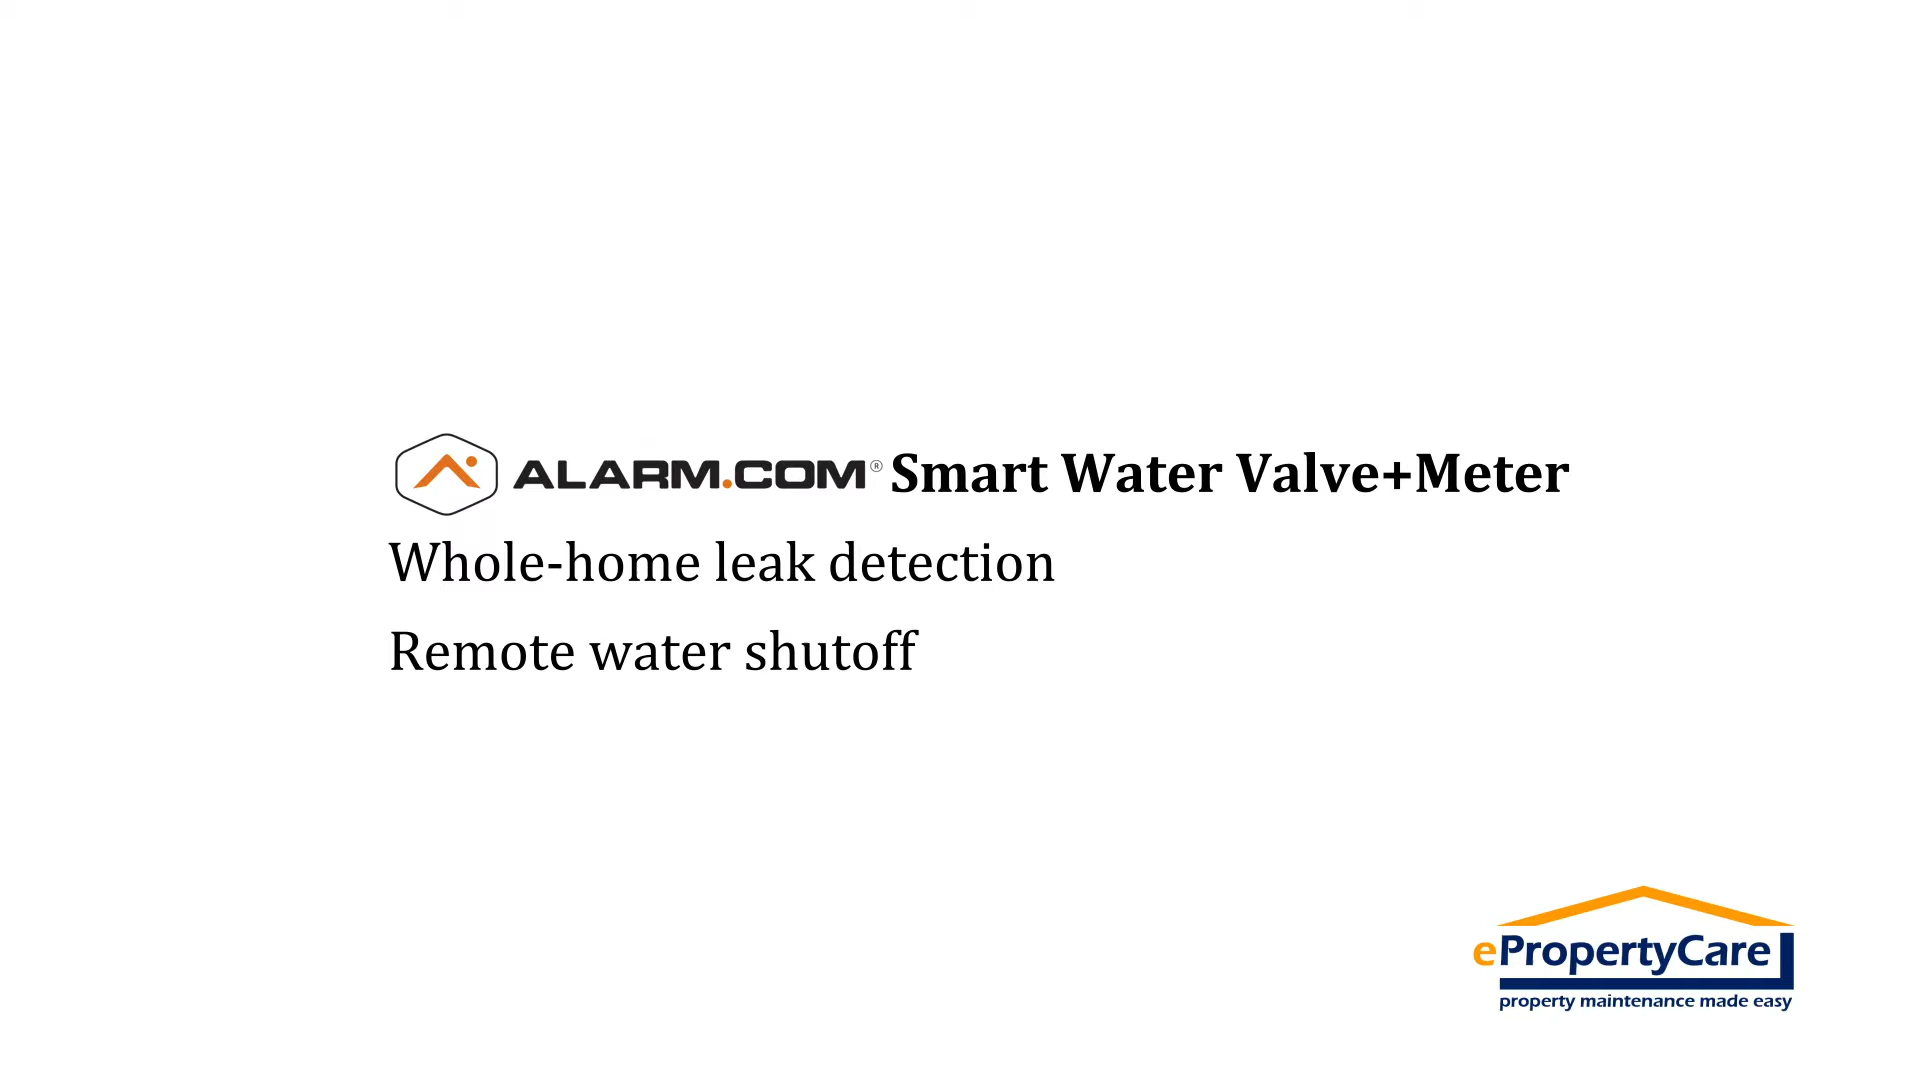 ALARM.COM® Smart Water Valve+Meter
Whole-home leak detection
Remote water shutoff
ePropertyCare
property maintenance made easy